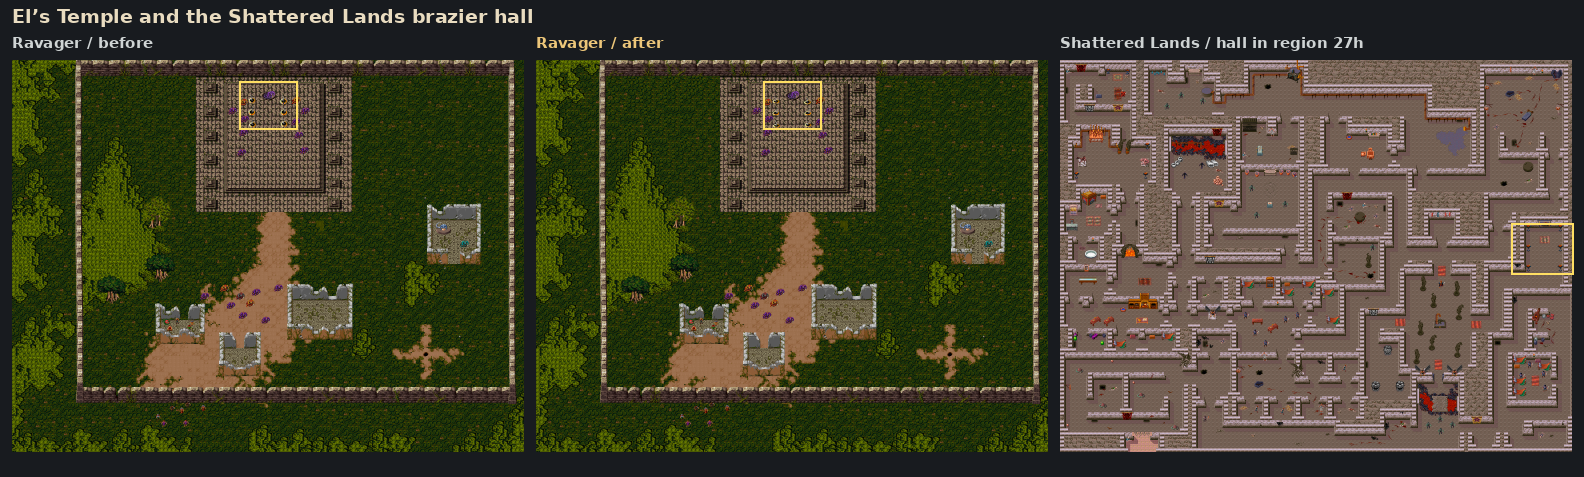 El’s Temple and the Shattered Lands brazier hall
Ravager / before
Ravager / after
Shattered Lands / hall in region 27h